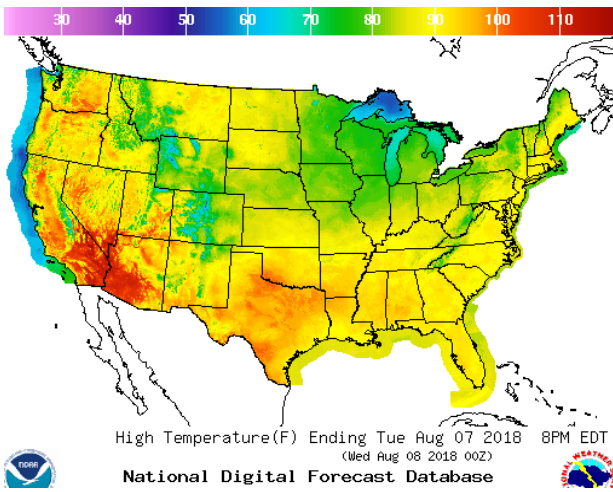 30 40 50 60 70 80 90 100 110
High Temperature(F) Ending Tue Aug 07 2018 8PM EDT
(Wed Aug 08 2018 00Z)
National Digital Forecast Database
NOAA